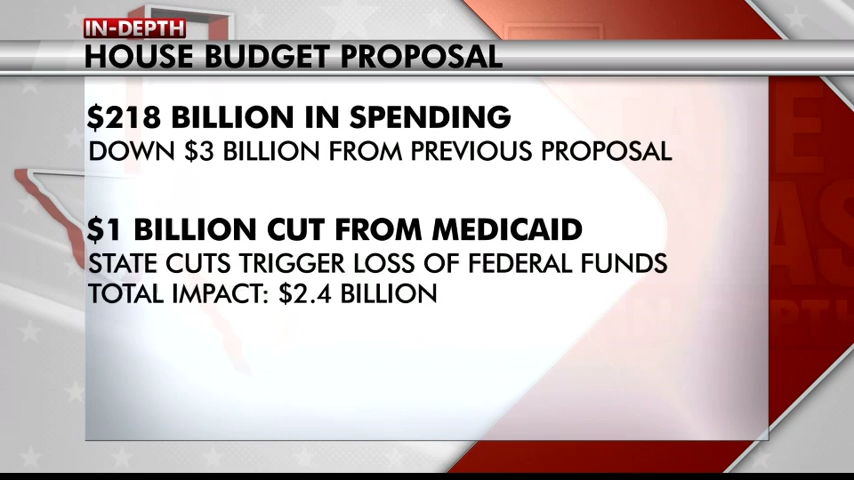 IN-DEPTH
HOUSE BUDGET PROPOSAL
$218 BILLION IN SPENDING
DOWN $3 BILLION FROM PREVIOUS PROPOSAL
$1 BILLION CUT FROM MEDICAID
STATE CUTS TRIGGER LOSS OF FEDERAL FUNDS
TOTAL IMPACT: $2.4 BILLION